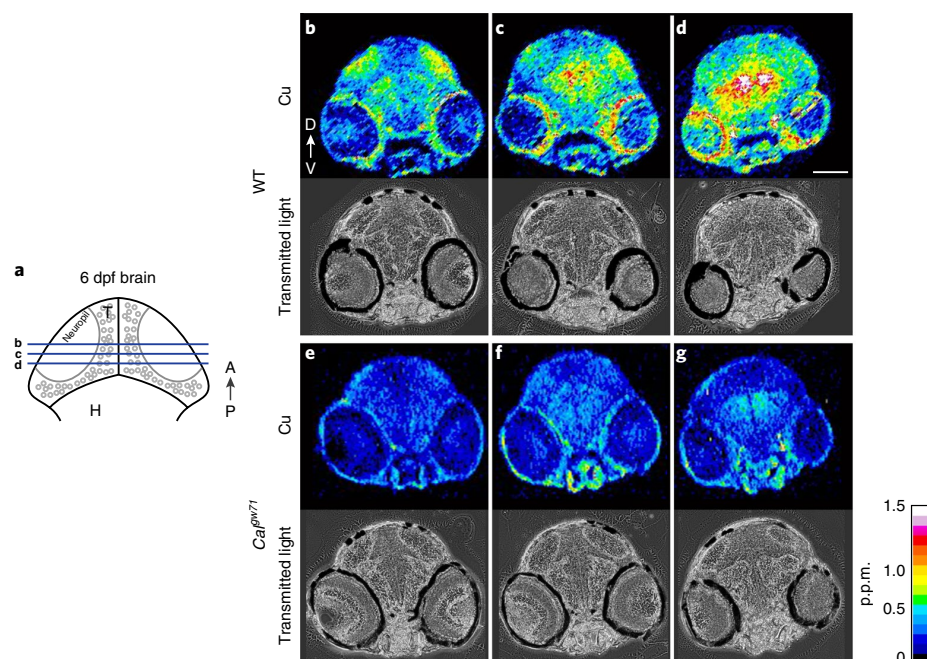 b
c
d
Cu
D
V
WT
Transmitted light
a
6 dpf brain
T
Neuropil
b
c
d
A
P
H
e
f
g
Cu
Cal^gw71
Transmitted light
1.5
1.0
0.5
0
p.p.m.